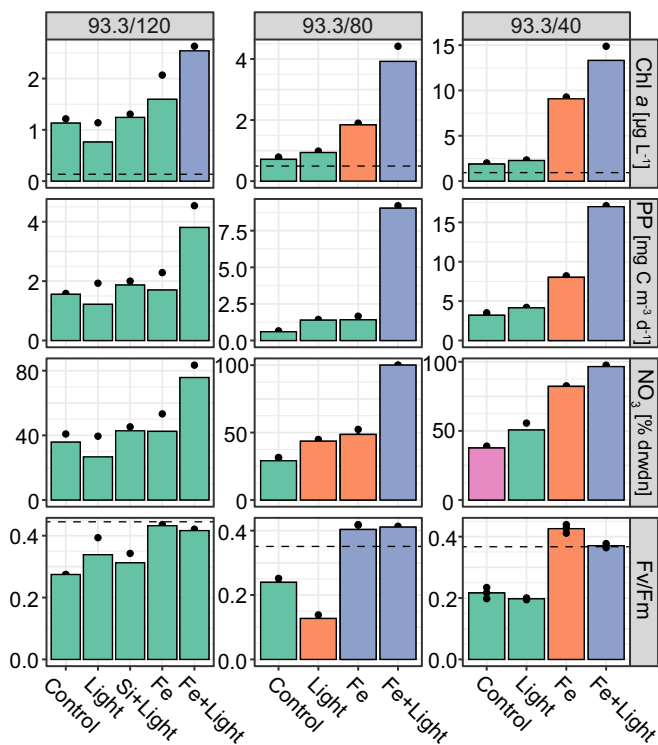 93.3/120 93.3/80 93.3/40
2 1 0
4 2 0
15 10 5 0
Chl a [µg L⁻¹]
4 2 0
7.5 5.0 2.5 0.0
15 10 5 0
PP [mg C m⁻³ d⁻¹]
80 40 0
100 50 0
100 50 0
NO₃ [% drwdn]
0.4 0.2 0.0
0.4 0.2 0.0
0.4 0.2 0.0
Fv/Fm
Control Light Si+Light Fe Fe+Light
Control Light Fe Fe+Light
Control Light Fe Fe+Light